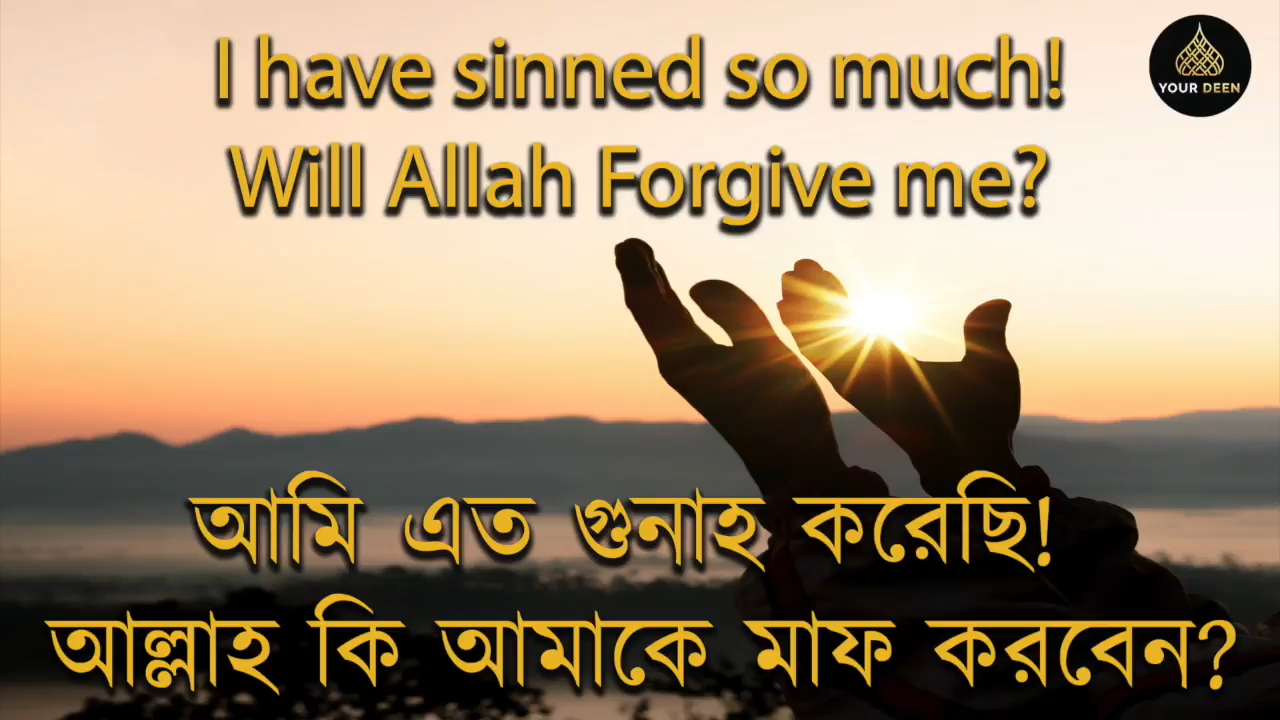 I have sinned so much!
Will Allah Forgive me?
YOUR DEEN
আমি এত গুনাহ করেছি!
আল্লাহ কি আমাকে মাফ করবেন?